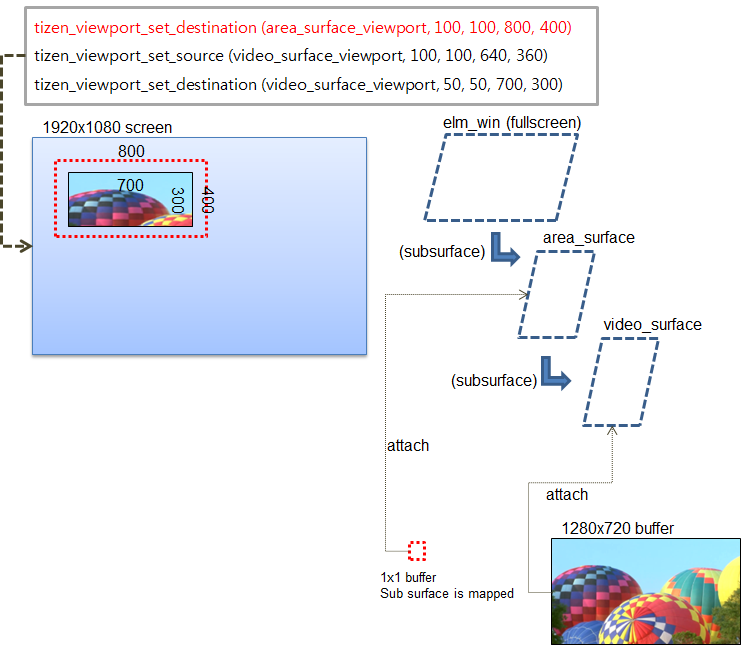 tizen_viewport_set_destination (area_surface_viewport, 100, 100, 800, 400)
tizen_viewport_set_source (video_surface_viewport, 100, 100, 640, 360)
tizen_viewport_set_destination (video_surface_viewport, 50, 50, 700, 300)
1920x1080 screen
800
700
300
400
elm_win (fullscreen)
(subsurface)
area_surface
video_surface
(subsurface)
attach
attach
1280x720 buffer
1x1 buffer
Sub surface is mapped